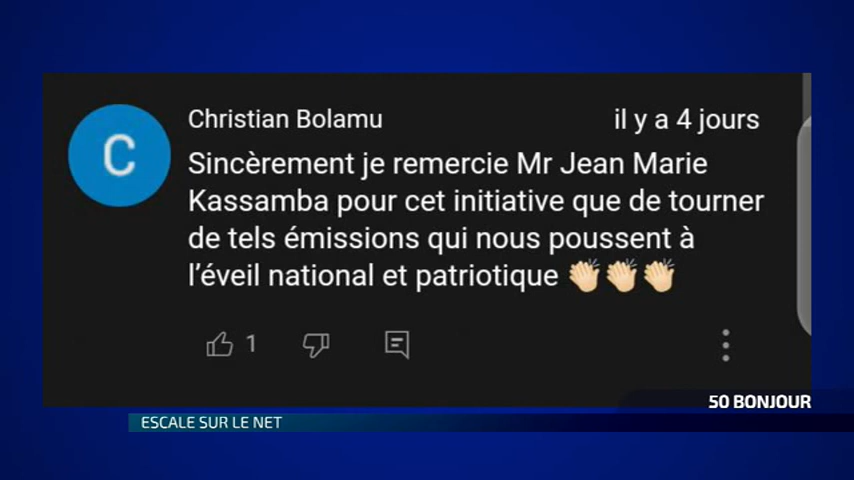 C
Christian Bolamu
il y a 4 jours
Sincèrement je remercie Mr Jean Marie
Kassamba pour cet initiative que de tourner
de tels émissions qui nous poussent à
l'éveil national et patriotique 👏🏻👏🏻👏🏻
1
50 BONJOUR
ESCALE SUR LE NET